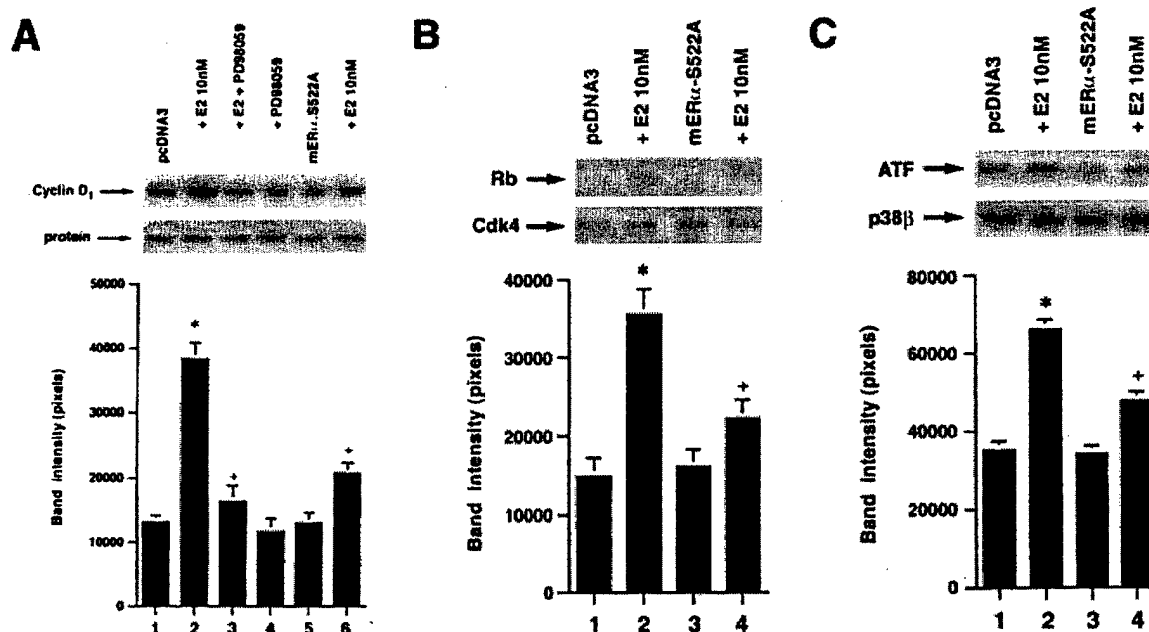 A
pcDNA3
+ E2 10nM
+ E2 + PD98059
+ PD98059
mERα-S522A
+ E2 10nM
Cyclin D1
protein
Band intensity (pixels)
50000
40000
30000
20000
10000
0
*
+
+
1 2 3 4 5 6
B
pcDNA3
+ E2 10nM
mERα-S522A
+ E2 10nM
Rb
Cdk4
Band intensity (pixels)
40000
30000
20000
10000
0
*
+
1 2 3 4
C
pcDNA3
+ E2 10nM
mERα-S522A
+ E2 10nM
ATF
p38β
Band intensity (pixels)
80000
60000
40000
20000
0
*
+
1 2 3 4